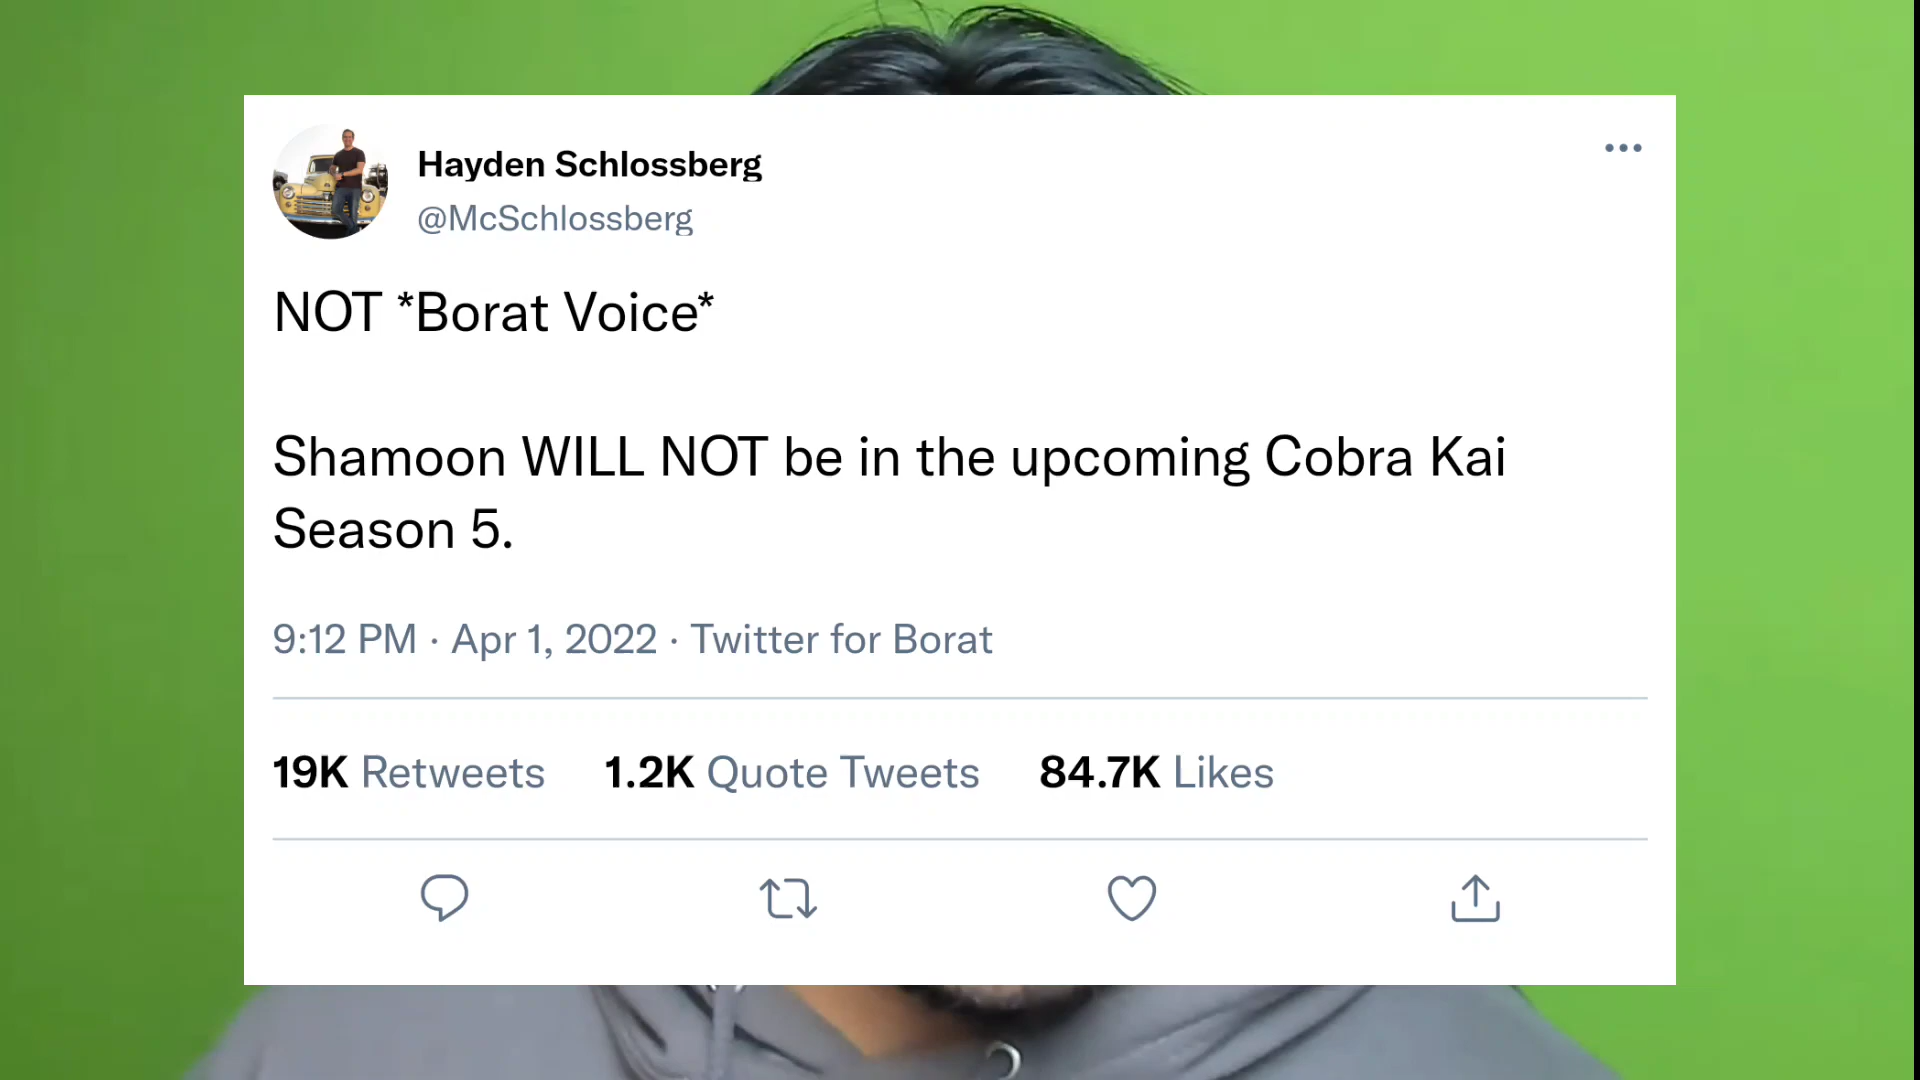 Hayden Schlossberg
@McSchlossberg
NOT *Borat Voice*
Shamoon WILL NOT be in the upcoming Cobra Kai
Season 5.
9:12 PM · Apr 1, 2022 · Twitter for Borat
19K Retweets 1.2K Quote Tweets 84.7K Likes